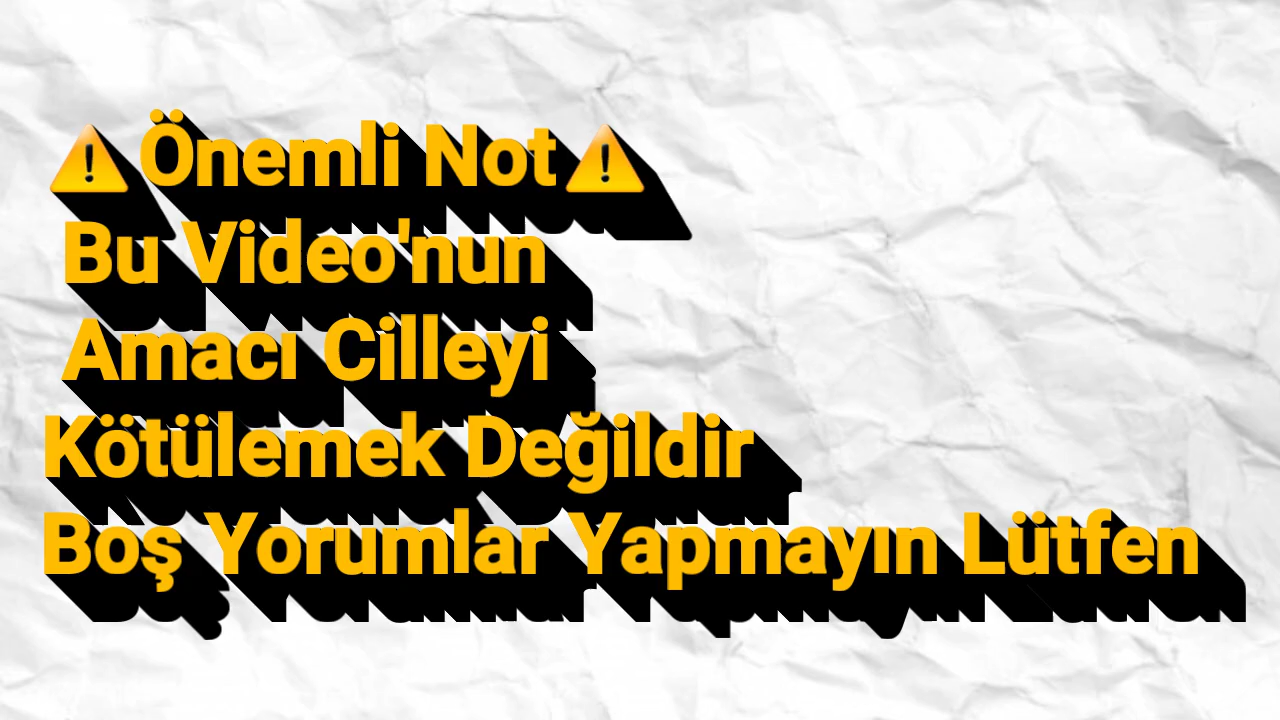 ⚠️Önemli Not⚠️
Bu Video'nun
Amacı Cilleyi
Kötülemek Değildir
Boş Yorumlar Yapmayın Lütfen